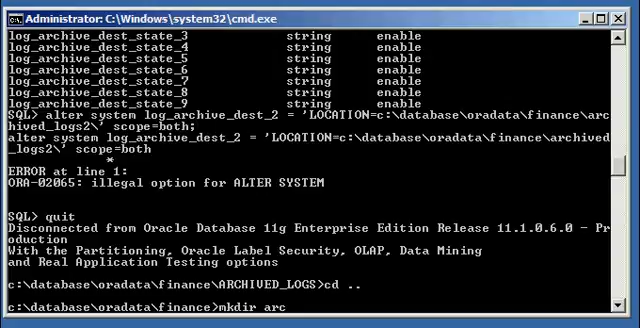 Administrator: C:\Windows\system32\cmd.exe
log_archive_dest_state_3 string enable
log_archive_dest_state_4 string enable
log_archive_dest_state_5 string enable
log_archive_dest_state_6 string enable
log_archive_dest_state_7 string enable
log_archive_dest_state_8 string enable
log_archive_dest_state_9 string enable
SQL> alter system log_archive_dest_2 = 'LOCATION=c:\database\oradata\finance\arc
hived_logs2\' scope=both;
alter system log_archive_dest_2 = 'LOCATION=c:\database\oradata\finance\archived
_logs2\' scope=both
*
ERROR at line 1:
ORA-02065: illegal option for ALTER SYSTEM
SQL> quit
Disconnected from Oracle Database 11g Enterprise Edition Release 11.1.0.6.0 - Pr
oduction
With the Partitioning, Oracle Label Security, OLAP, Data Mining
and Real Application Testing options
c:\database\oradata\finance\ARCHIVED_LOGS>cd ..
c:\database\oradata\finance>mkdir arc